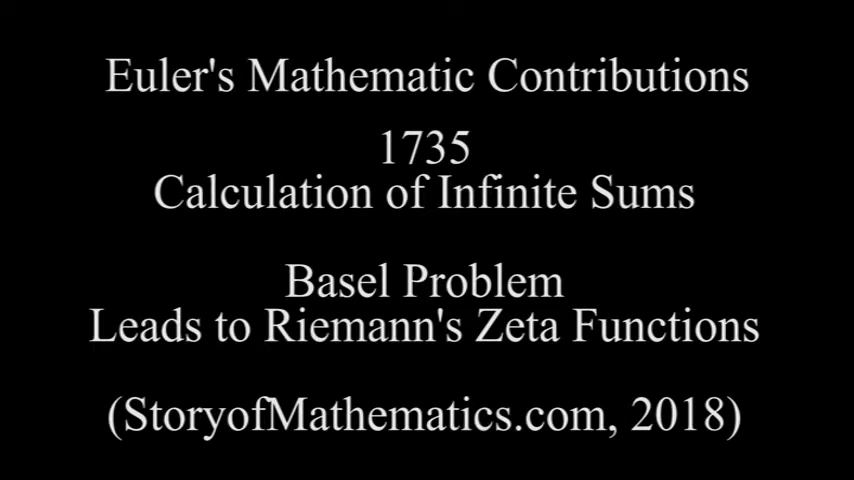 Euler's Mathematic Contributions
1735
Calculation of Infinite Sums
Basel Problem
Leads to Riemann's Zeta Functions
(StoryofMathematics.com, 2018)